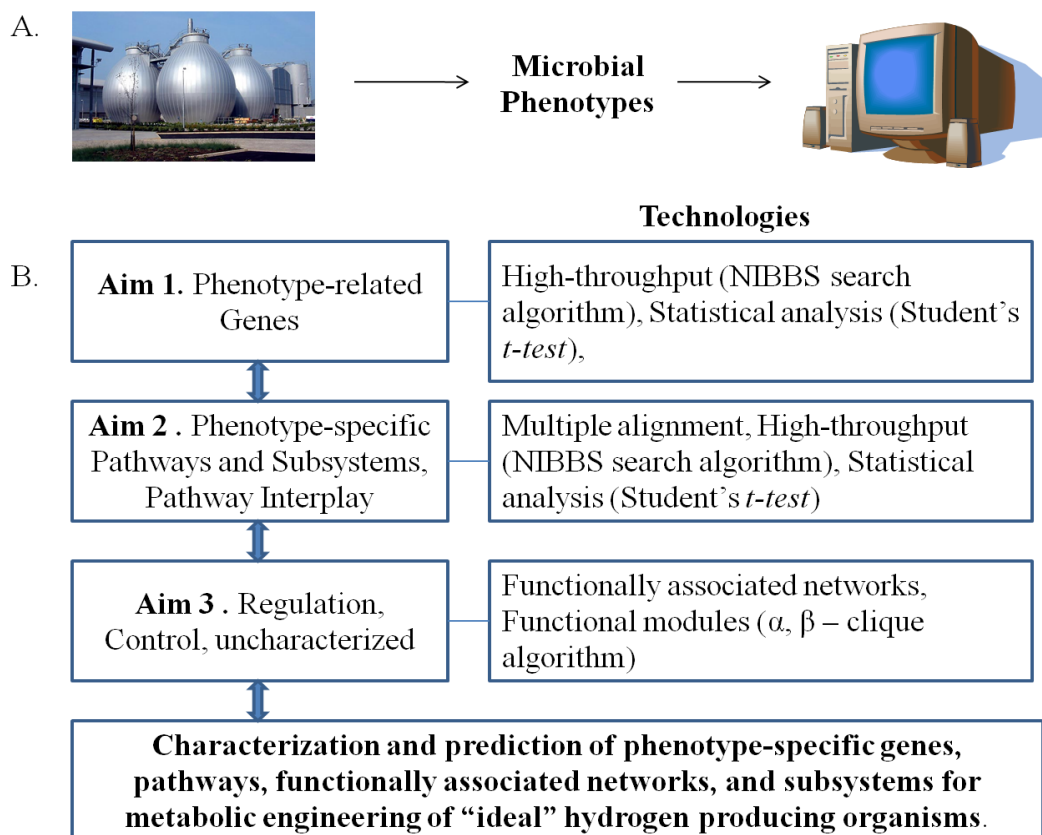 A.
Microbial
Phenotypes
Technologies
B.
Aim 1. Phenotype-related
Genes
High-throughput (NIBBS search
algorithm), Statistical analysis (Student’s
t-test),
Aim 2 . Phenotype-specific
Pathways and Subsystems,
Pathway Interplay
Multiple alignment, High-throughput
(NIBBS search algorithm), Statistical
analysis (Student’s t-test)
Aim 3 . Regulation,
Control, uncharacterized
Functionally associated networks,
Functional modules (α, β – clique
algorithm)
Characterization and prediction of phenotype-specific genes,
pathways, functionally associated networks, and subsystems for
metabolic engineering of “ideal” hydrogen producing organisms.